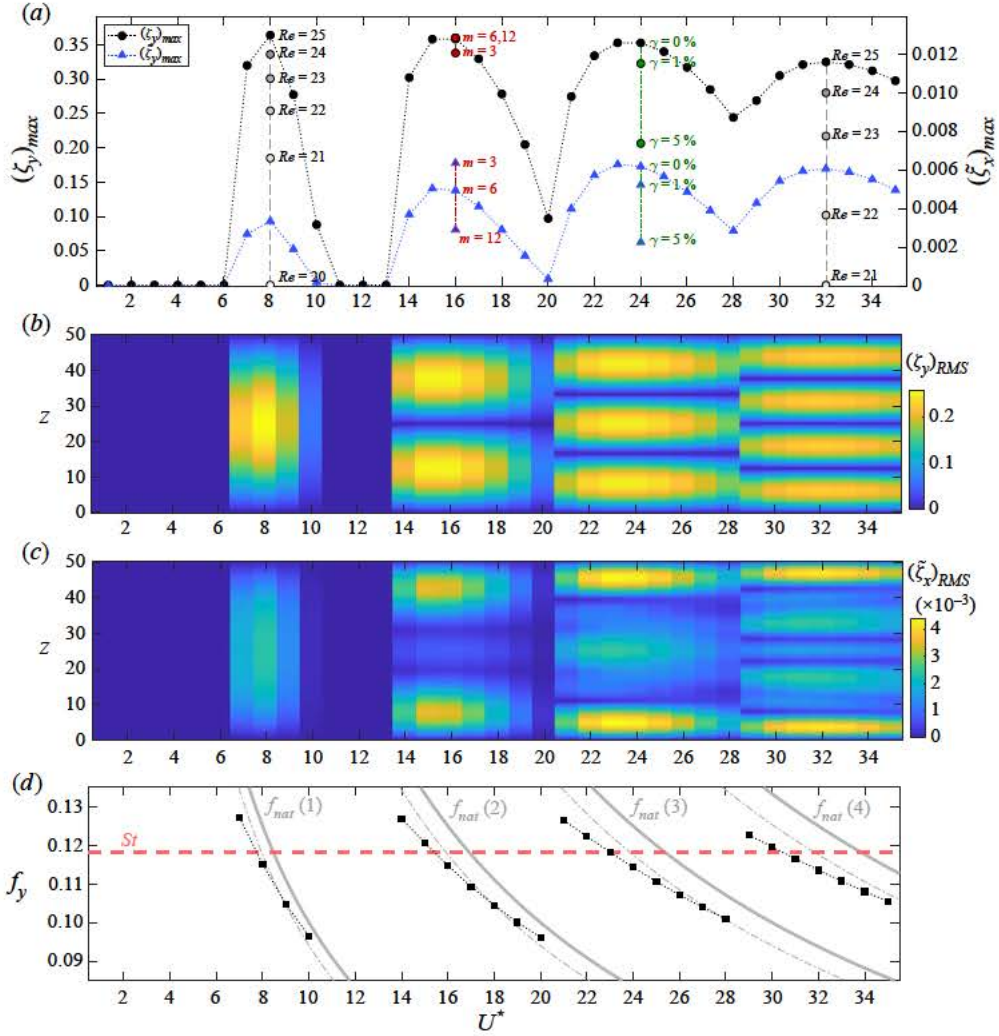 (a)
(ζy)max
(ζ̃x)max
(ζy)max
(ζy)max
0.35
0.30
0.25
0.20
0.15
0.10
0.05
0
0.012
0.010
0.008
0.006
0.004
0.002
0
Re = 25
Re = 24
Re = 23
Re = 22
Re = 21
Re = 20
m = 6,12
m = 3
m = 3
m = 6
m = 12
γ = 0 %
γ = 1 %
γ = 5 %
γ = 0 %
γ = 1 %
γ = 5 %
Re = 25
Re = 24
Re = 23
Re = 22
Re = 21
2 4 6 8 10 12 14 16 18 20 22 24 26 28 30 32 34
(b)
50
40
30
z
20
10
0
(ζy)RMS
0.2
0.1
0
2 4 6 8 10 12 14 16 18 20 22 24 26 28 30 32 34
(c)
50
40
30
z
20
10
0
(ζ̃x)RMS
(×10−3)
4
3
2
1
0
2 4 6 8 10 12 14 16 18 20 22 24 26 28 30 32 34
(d)
0.13
0.12
0.11
0.10
0.09
fy
St
fnat (1)
fnat (2)
fnat (3)
fnat (4)
2 4 6 8 10 12 14 16 18 20 22 24 26 28 30 32 34
U*